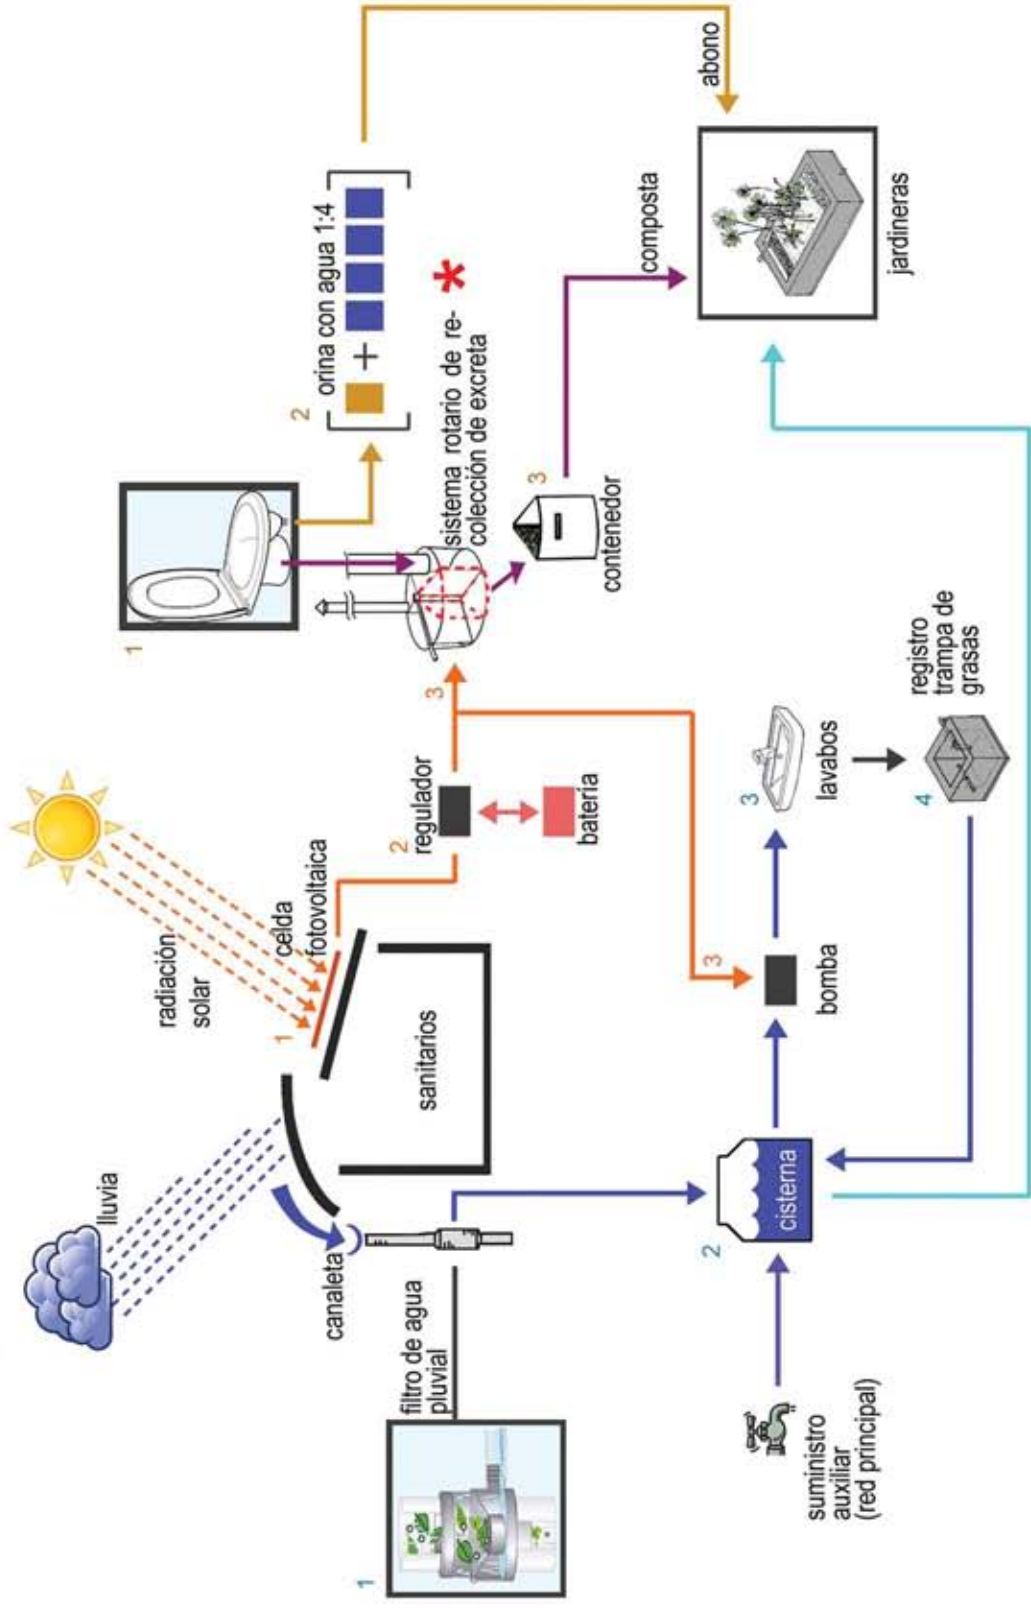 lluvia
radiación
solar
1
celda
fotovoltaica
canaleta
filtro de agua
pluvial
1
sanitarios
2
regulador
batería
3
3
1
2
orina con agua 1:4
+
sistema rotario de re-
colección de excreta
*
3
contenedor
composta
abono
jardineras
suministro
auxiliar
(red principal)
2
cisterna
bomba
3
lavabos
4
registro
trampa de
grasas